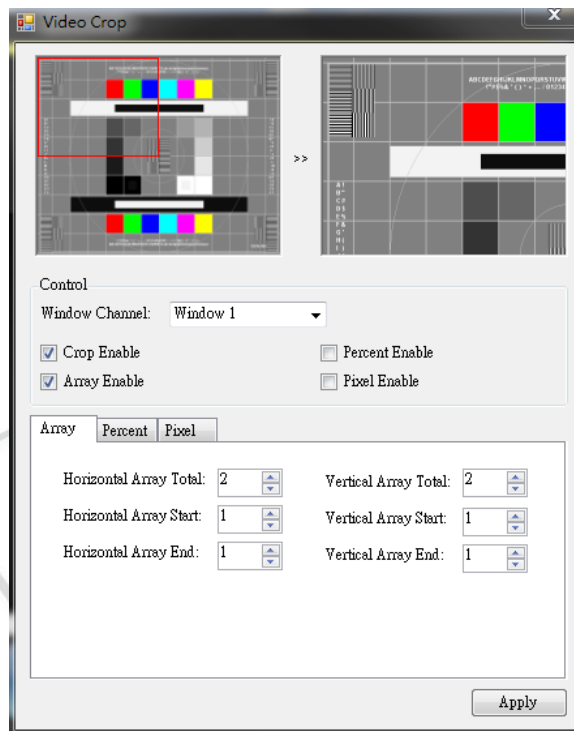 Video Crop
x
ABCDEFGHIJKLMNOPQRSTUVW
>>
Control
Window Channel: Window 1
Crop Enable Percent Enable
Array Enable Pixel Enable
Array Percent Pixel
Horizontal Array Total: 2 Vertical Array Total: 2
Horizontal Array Start: 1 Vertical Array Start: 1
Horizontal Array End: 1 Vertical Array End: 1
Apply